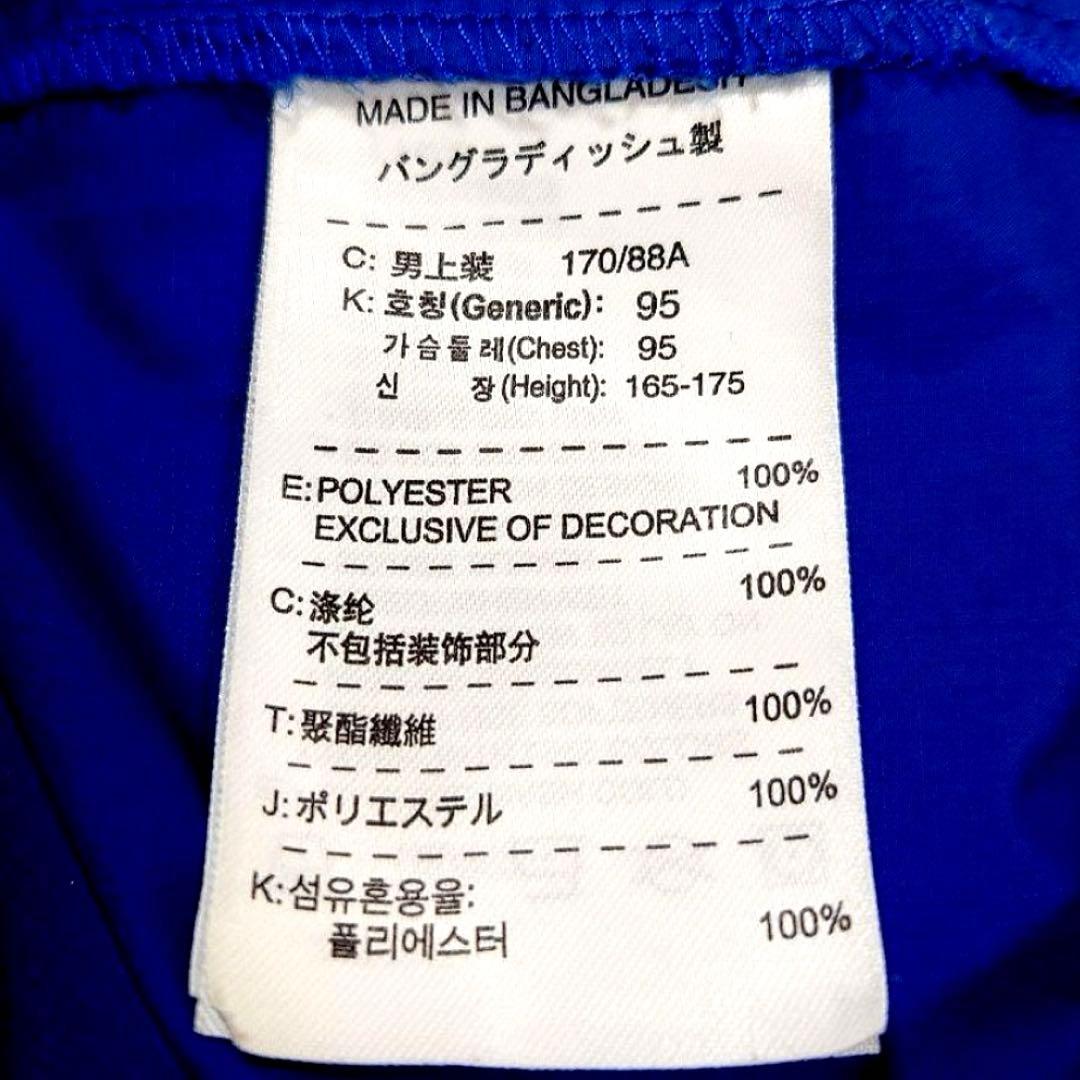 MADE IN BANGLADESH
バングラディッシュ製
C: 男上装 170/88A
K: 호칭(Generic): 95
가슴둘레(Chest): 95
신 장(Height): 165-175
E:POLYESTER 100%
EXCLUSIVE OF DECORATION
C:涤纶 100%
不包括装饰部分
T:聚酯纖維 100%
J:ポリエステル 100%
K:섬유혼용율:
폴리에스터 100%